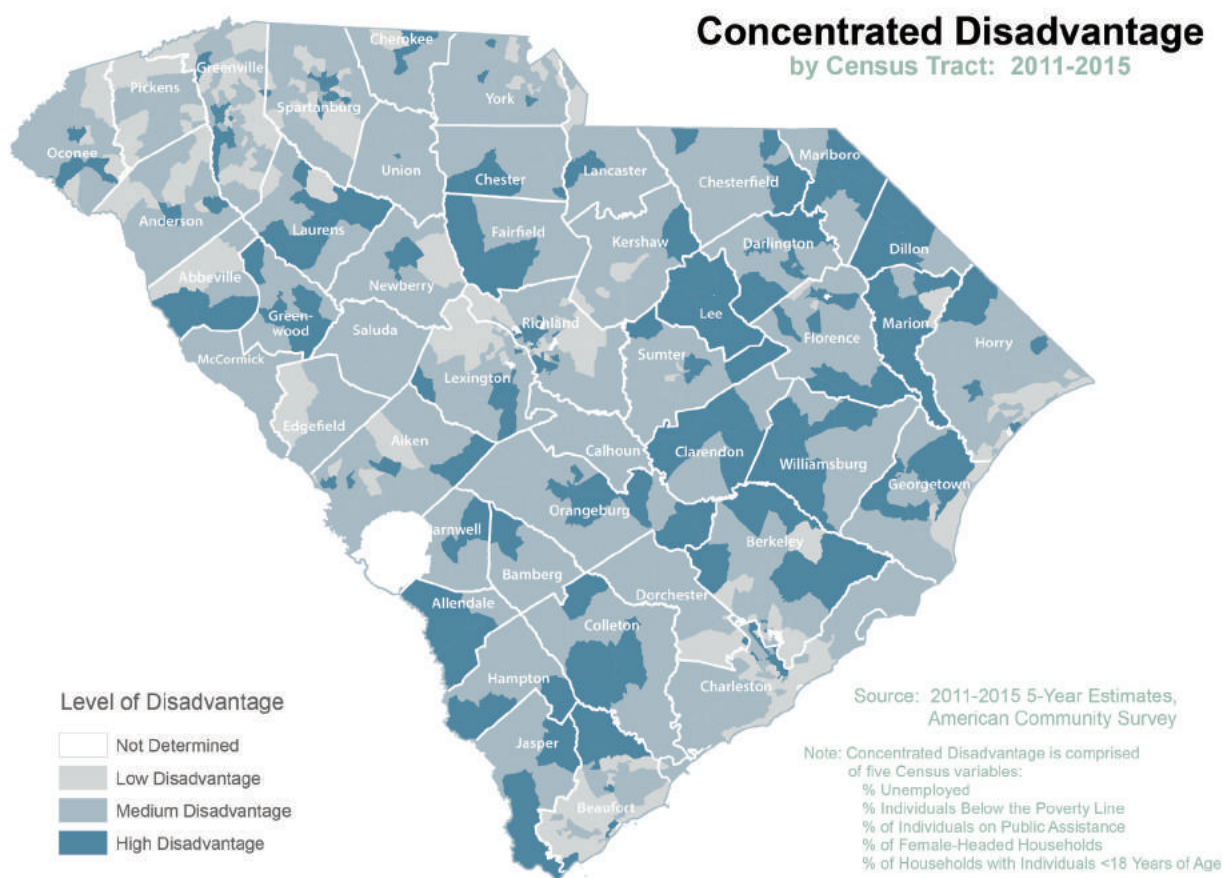 Concentrated Disadvantage
by Census Tract: 2011-2015
Cherokee
Greenville
Pickens
Spartanburg
York
Oconee
Union
Chester
Lancaster
Chesterfield
Marlboro
Anderson
Laurens
Fairfield
Kershaw
Darlington
Dillon
Abbeville
Newberry
Green-
wood
Saluda
Richland
Lee
Marion
Florence
Horry
McCormick
Sumter
Lexington
Edgefield
Aiken
Calhoun
Clarendon
Williamsburg
Georgetown
Orangeburg
arnwell
Berkeley
Bamberg
Allendale
Dorchester
Colleton
Hampton
Charleston
Jasper
Beaufort
Level of Disadvantage
Not Determined
Low Disadvantage
Medium Disadvantage
High Disadvantage
Source: 2011-2015 5-Year Estimates,
American Community Survey
Note: Concentrated Disadvantage is comprised
of five Census variables:
% Unemployed
% Individuals Below the Poverty Line
% of Individuals on Public Assistance
% of Female-Headed Households
% of Households with Individuals <18 Years of Age